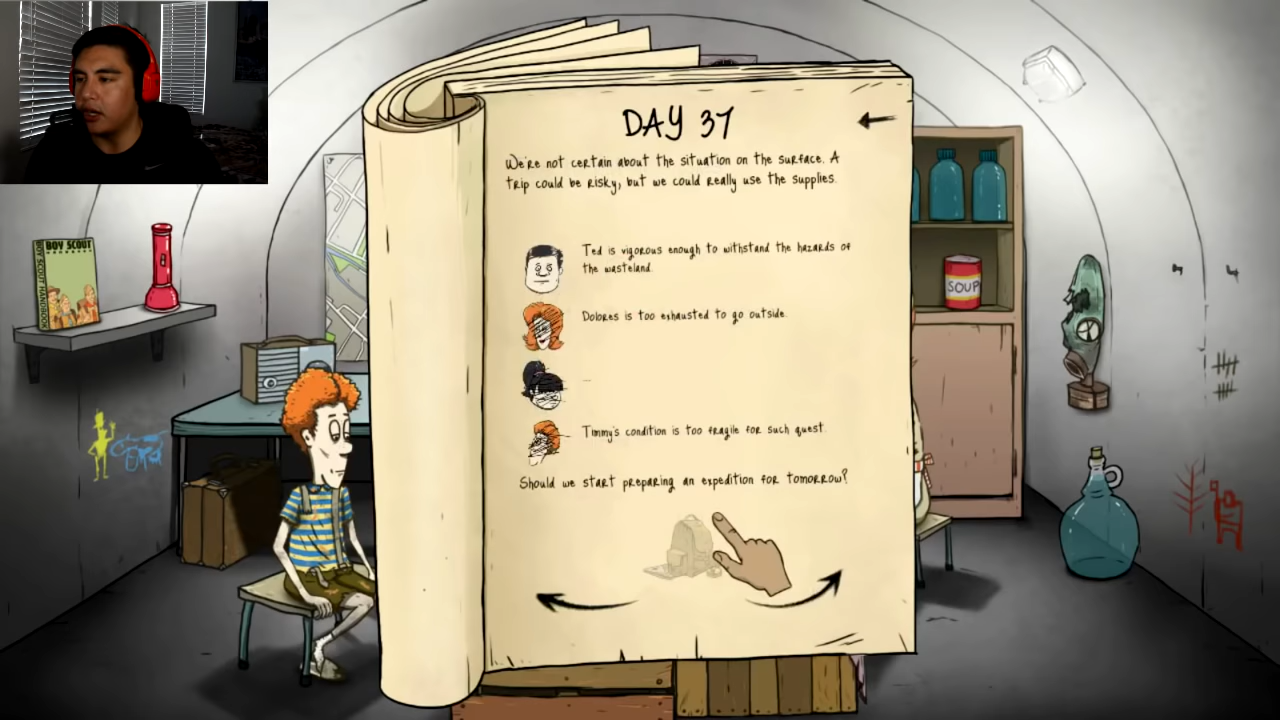 DAY 37
We're not certain about the situation on the surface. A
trip could be risky, but we could really use the supplies.
Ted is vigorous enough to withstand the hazards of
the wasteland.
Dolores is too exhausted to go outside.
...
Timmy's condition is too fragile for such quest.
Should we start preparing an expedition for tomorrow?
BOY SCOUT
BOY SCOUT HANDBOOK
SOUP